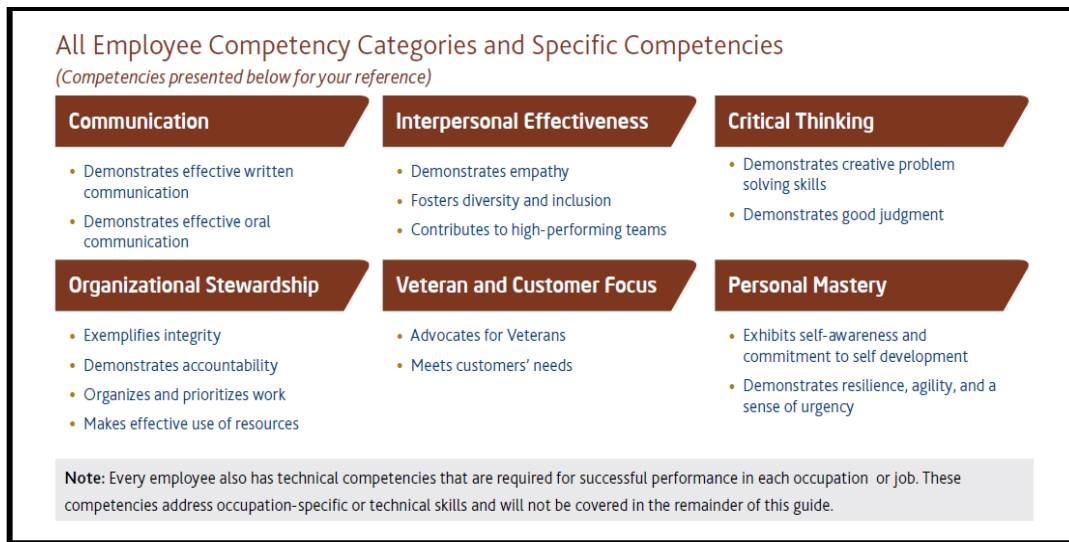 All Employee Competency Categories and Specific Competencies
(Competencies presented below for your reference)
Communication
• Demonstrates effective written
communication
• Demonstrates effective oral
communication
Interpersonal Effectiveness
• Demonstrates empathy
• Fosters diversity and inclusion
• Contributes to high-performing teams
Critical Thinking
• Demonstrates creative problem
solving skills
• Demonstrates good judgment
Organizational Stewardship
• Exemplifies integrity
• Demonstrates accountability
• Organizes and prioritizes work
• Makes effective use of resources
Veteran and Customer Focus
• Advocates for Veterans
• Meets customers’ needs
Personal Mastery
• Exhibits self-awareness and
commitment to self development
• Demonstrates resilience, agility, and a
sense of urgency
Note: Every employee also has technical competencies that are required for successful performance in each occupation or job. These
competencies address occupation-specific or technical skills and will not be covered in the remainder of this guide.